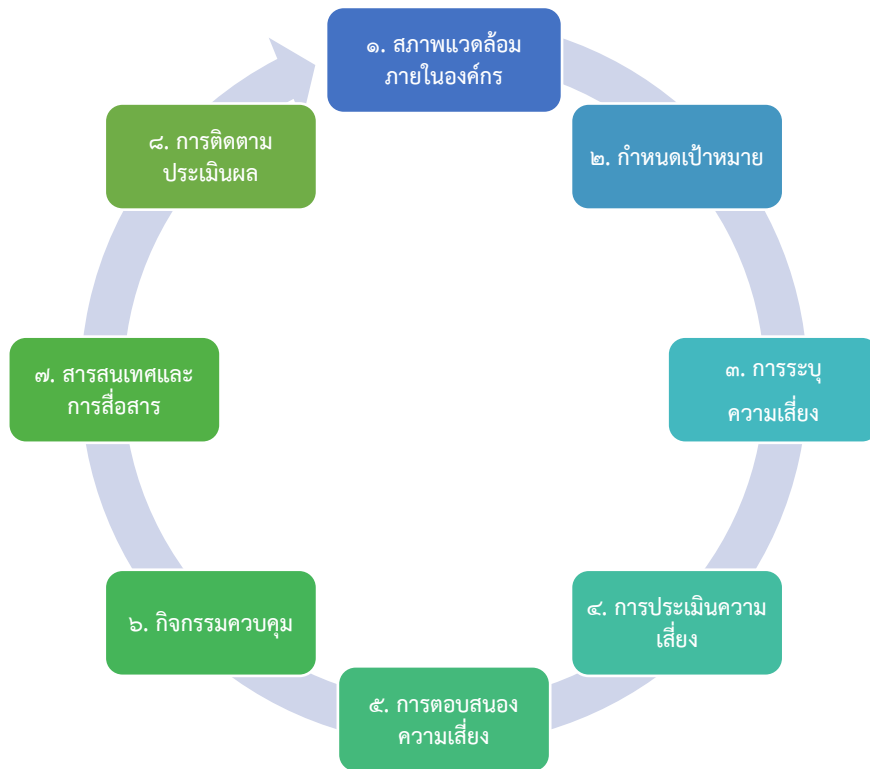 ๑. สภาพแวดล้อม
ภายในองค์กร
๒. กำหนดเป้าหมาย
๓. การระบุ
ความเสี่ยง
๔. การประเมินความ
เสี่ยง
๕. การตอบสนอง
ความเสี่ยง
๖. กิจกรรมควบคุม
๗. สารสนเทศและ
การสื่อสาร
๘. การติดตาม
ประเมินผล